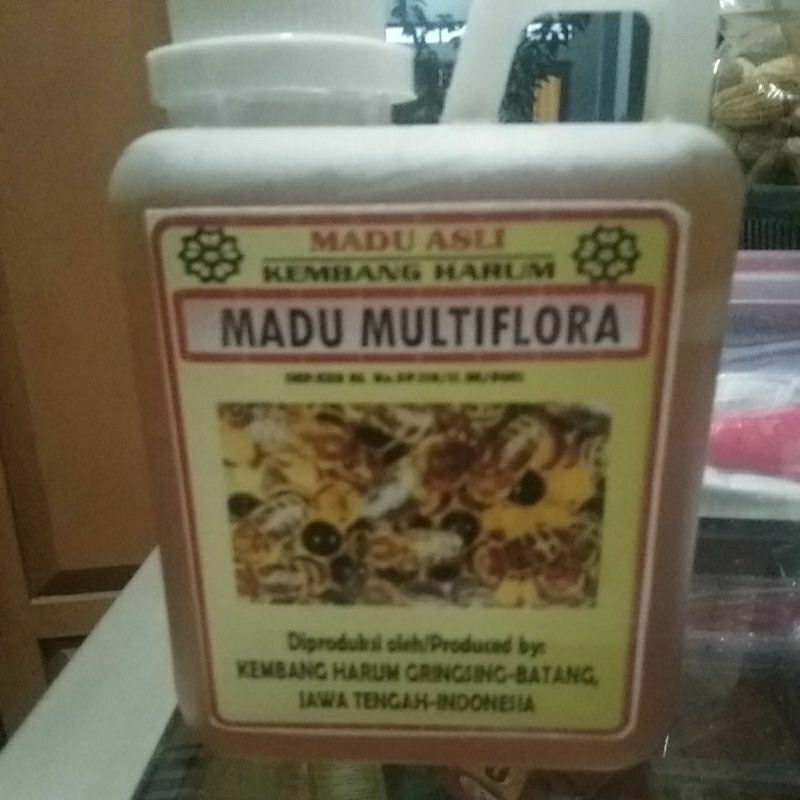 MADU ASLI
KEMBANG HARUM
MADU MULTIFLORA
Diproduksi oleh/Produced by:
KEMBANG HARUM GRINGSING-BATANG,
JAWA TENGAH-INDONESIA